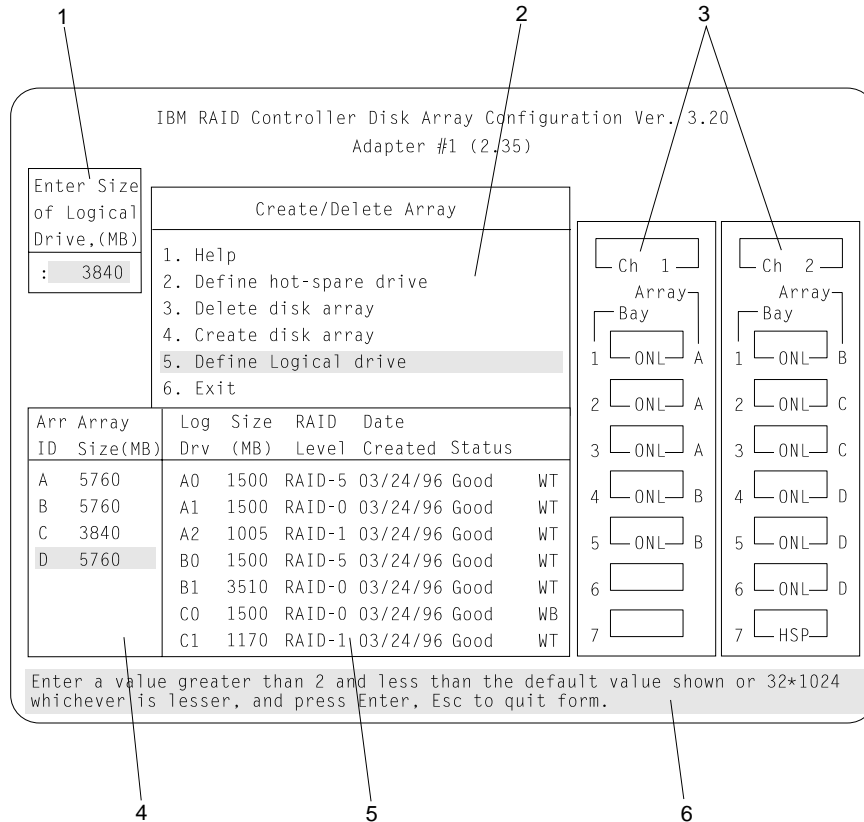 1 2 3
IBM RAID Controller Disk Array Configuration Ver. 3.20
Adapter #1 (2.35)
Enter Size
of Logical
Drive,(MB)
: 3840
Create/Delete Array
1. Help
2. Define hot-spare drive
3. Delete disk array
4. Create disk array
5. Define Logical drive
6. Exit
Ch 1
Array
Bay
1 ONL A
2 ONL A
3 ONL A
4 ONL B
5 ONL B
6
7
Ch 2
Array
Bay
1 ONL B
2 ONL C
3 ONL C
4 ONL D
5 ONL D
6 ONL D
7 HSP
Arr Array
ID Size(MB)
A 5760
B 5760
C 3840
D 5760
Log Size RAID Date
Drv (MB) Level Created Status
A0 1500 RAID-5 03/24/96 Good WT
A1 1500 RAID-0 03/24/96 Good WT
A2 1005 RAID-1 03/24/96 Good WT
B0 1500 RAID-5 03/24/96 Good WT
B1 3510 RAID-0 03/24/96 Good WT
C0 1500 RAID-0 03/24/96 Good WB
C1 1170 RAID-1 03/24/96 Good WT
Enter a value greater than 2 and less than the default value shown or 32*1024
whichever is lesser, and press Enter, Esc to quit form.
4 5 6